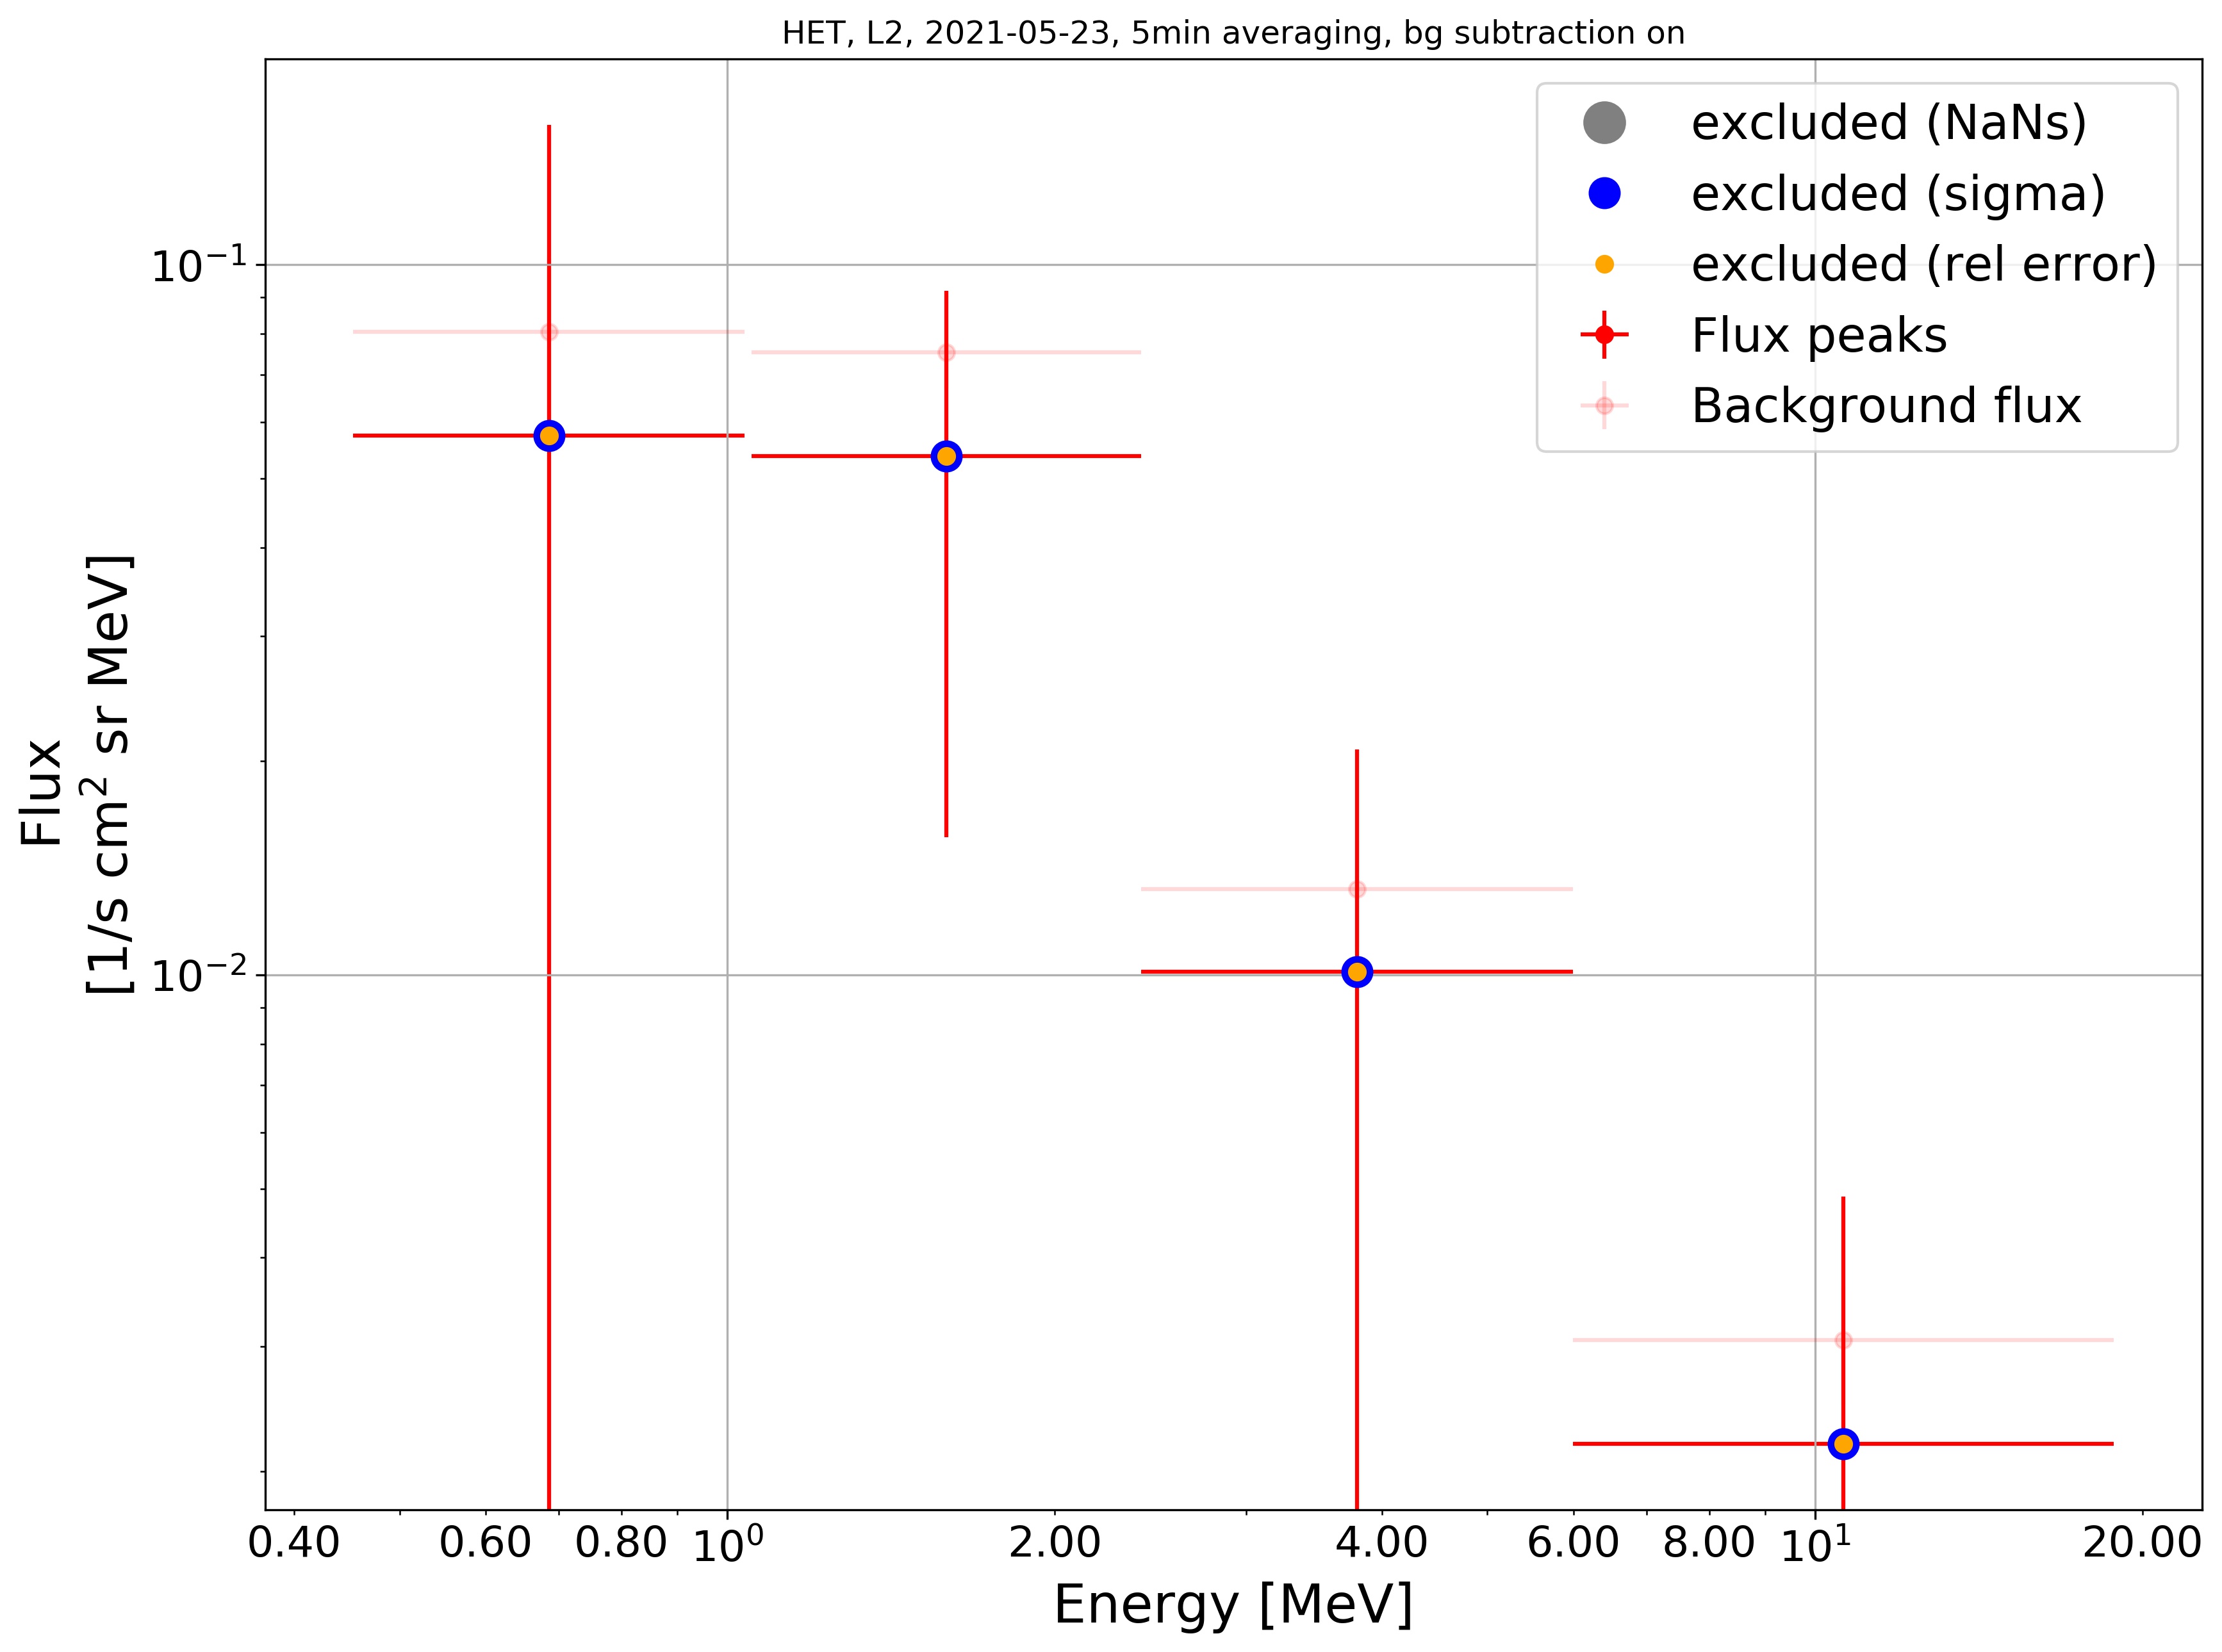 HET, L2, 2021-05-23, 5min averaging, bg subtraction on
excluded (NaNs)
excluded (sigma)
excluded (rel error)
Flux peaks
Background flux
10⁻¹
10⁻²
Flux
[1/s cm² sr MeV]
0.40 0.60 0.80 10⁰ 2.00 4.00 6.00 8.00 10¹ 20.00
Energy [MeV]